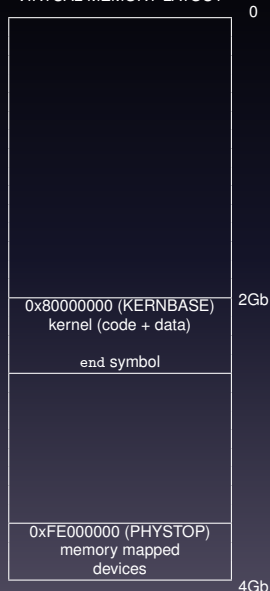 VIRTUAL MEMORY LAYOUT
0
0x80000000 (KERNBASE)
2Gb
kernel (code + data)
end symbol
0xFE000000 (PHYSTOP)
memory mapped
devices
4Gb